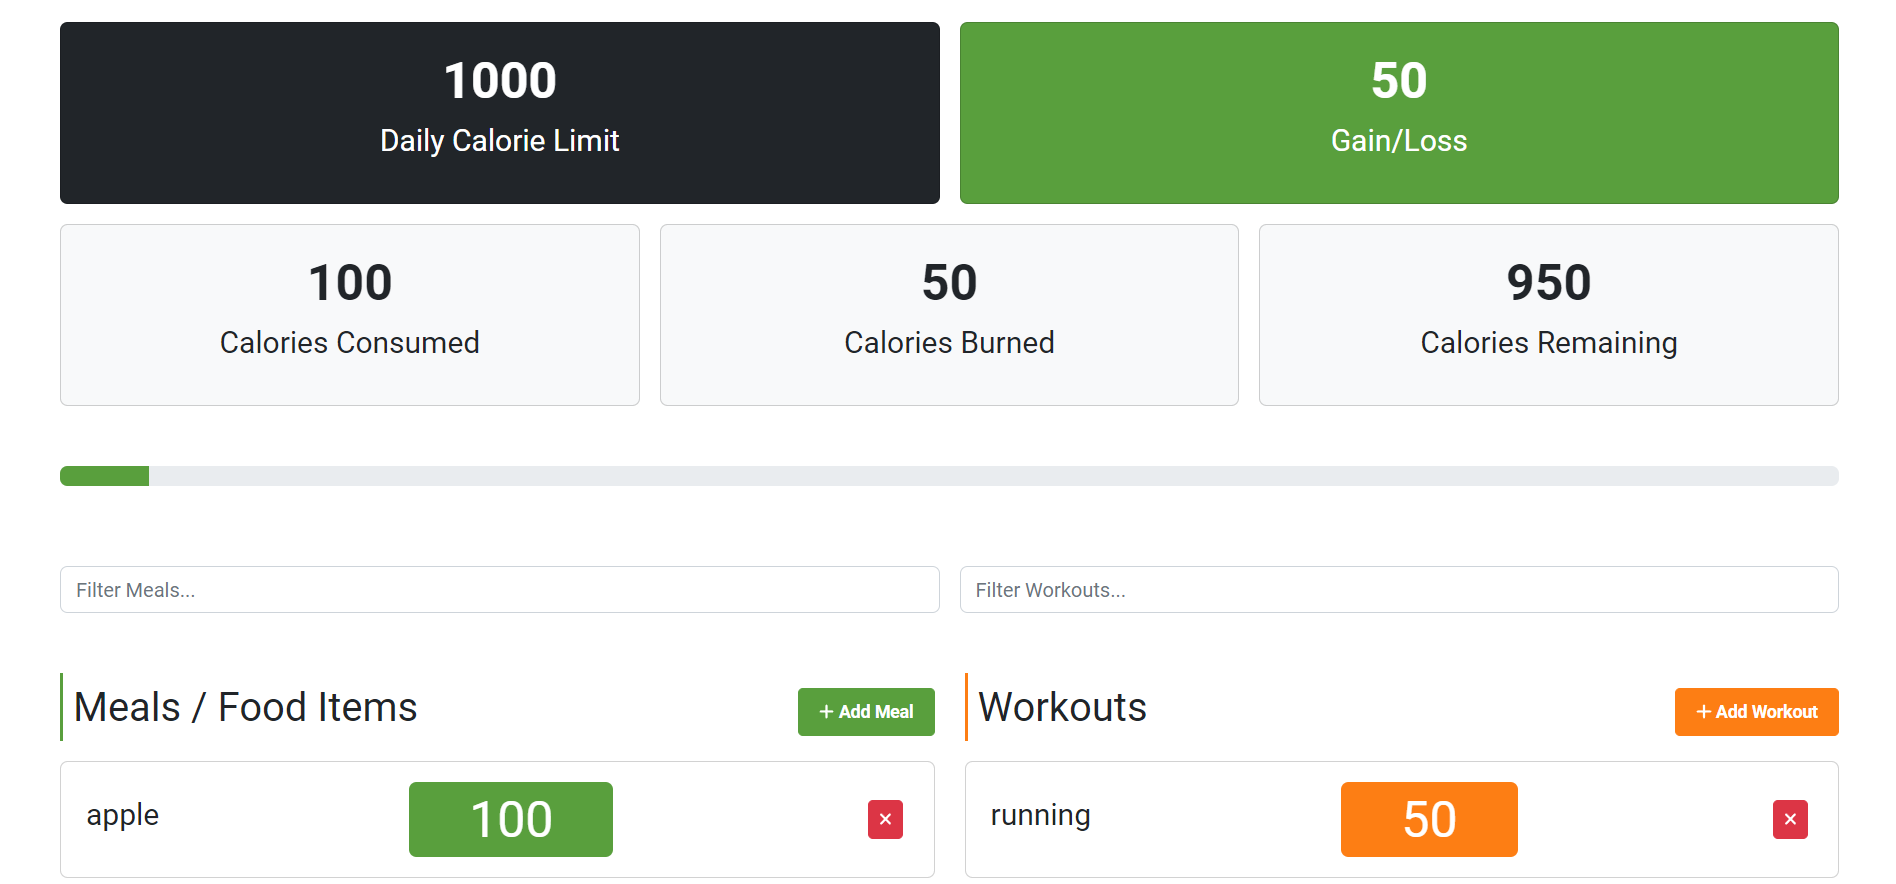 1000
Daily Calorie Limit
50
Gain/Loss
100
Calories Consumed
50
Calories Burned
950
Calories Remaining
Filter Meals...
Filter Workouts...
Meals / Food Items
+ Add Meal
Workouts
+ Add Workout
apple
100
running
50